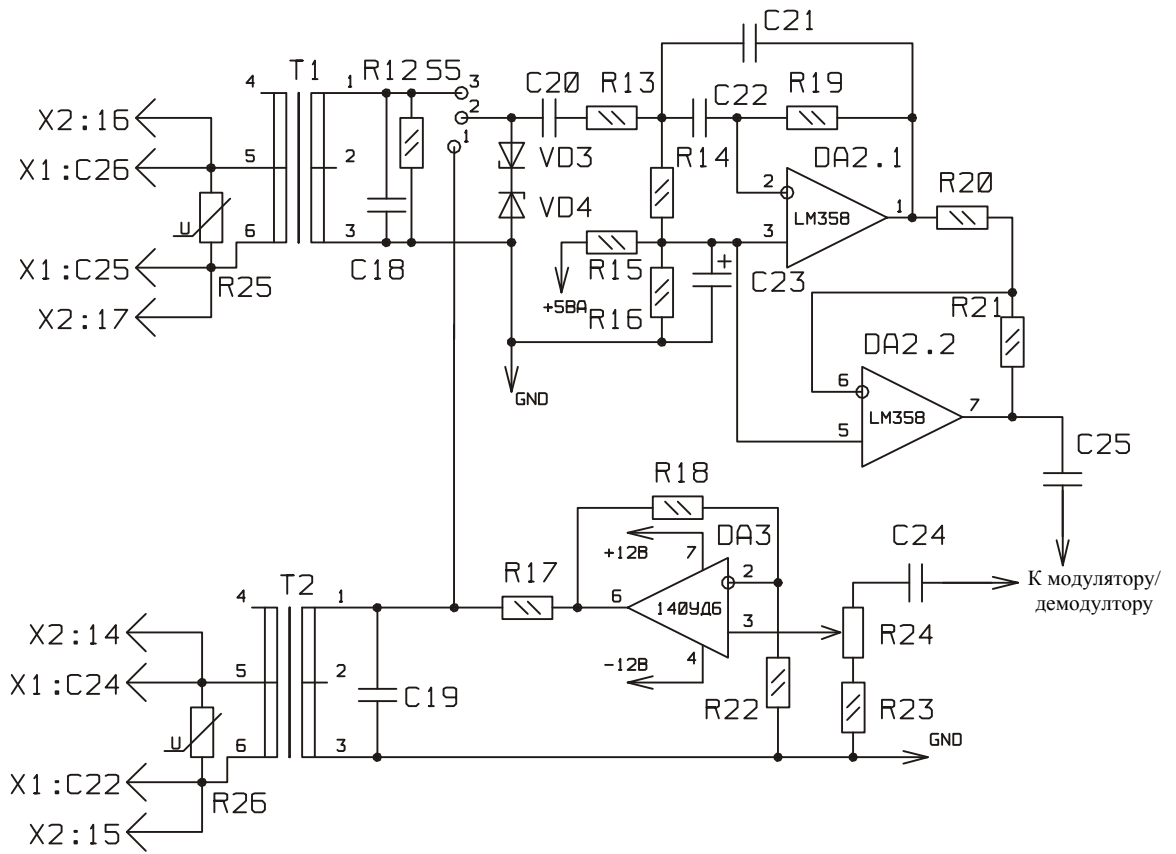 C21
T1
R12 S5
C20
R13
C22
R19
4
1
3
2
1
X2:16
X1:C26
5
2
VD3
R14
DA2.1
R20
U
VD4
2
LM358
1
6
3
3
X1:C25
R25
C18
R15
C23
+
R21
X2:17
+5ВА
R16
DA2.2
GND
6
LM358
7
5
C25
R18
+12В
7
DA3
C24
T2
R17
2
К модулятору/
демодултору
4
1
6
140УД6
3
R24
X2:14
-12В
4
X1:C24
5
2
C19
R22
R23
U
6
3
GND
X1:C22
R26
X2:15